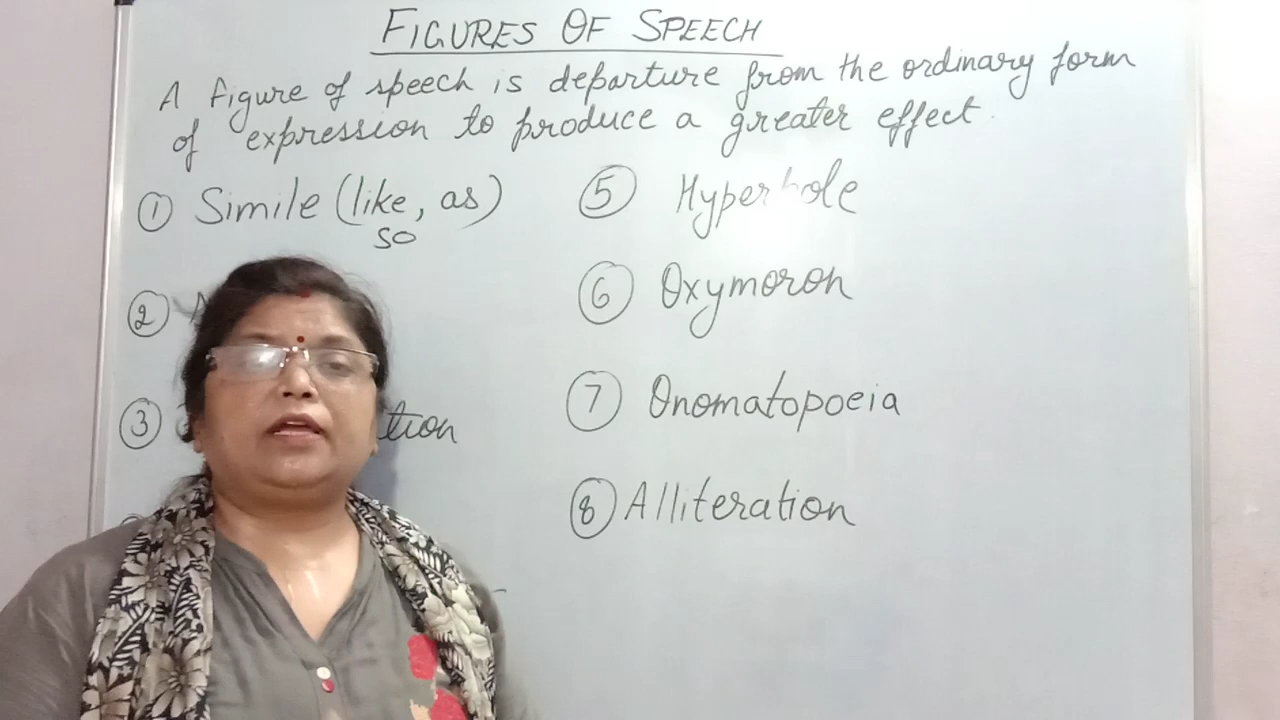 FIGURES OF SPEECH
A figure of speech is departure from the ordinary form
of expression to produce a greater effect.
① Simile (like, as)
so
②
③ tion
⑤ Hyperbole
⑥ Oxymoron
⑦ Onomatopoeia
⑧ Alliteration